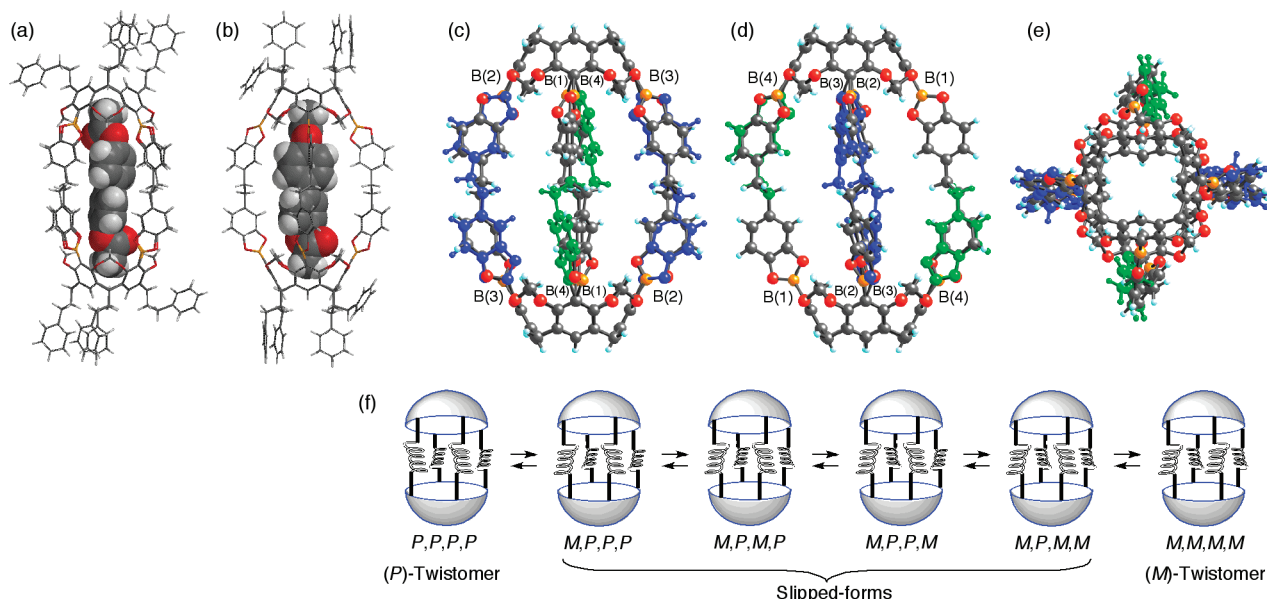 (a)
(b)
(c)
(d)
(e)
B(2)
B(1)
B(4)
B(3)
B(3)
B(4)
B(1)
B(2)
B(4)
B(3)
B(2)
B(1)
B(1)
B(2)
B(3)
B(4)
(f)
P,P,P,P
M,P,P,P
M,P,M,P
M,P,P,M
M,P,M,M
M,M,M,M
(P)-Twistomer
(M)-Twistomer
Slipped-forms